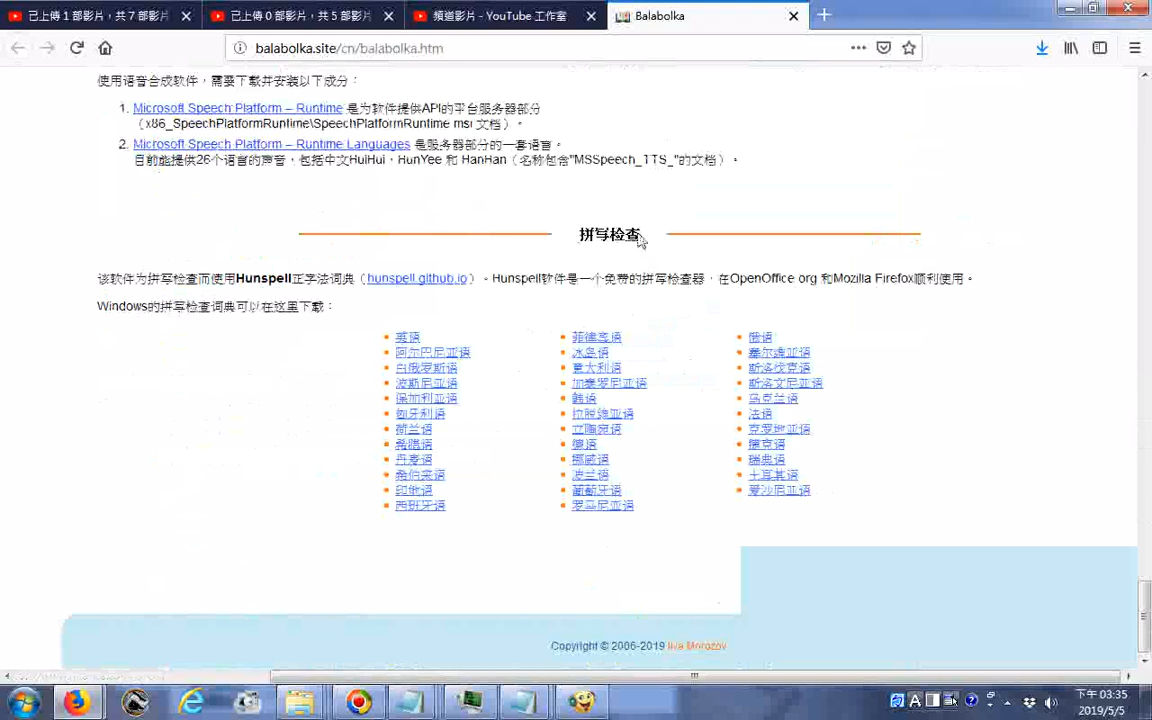 已上傳 1 部影片，共 7 部影片
已上傳 0 部影片，共 5 部影片
頻道影片 - YouTube 工作室
Balabolka
balabolka.site/cn/balabolka.htm
使用语音合成软件，需要下载并安装以下成分：
1. Microsoft Speech Platform – Runtime 是为软件提供API的平台服务器部分
（x86_SpeechPlatformRuntime\SpeechPlatformRuntime msi 文档）。
2. Microsoft Speech Platform – Runtime Languages 是服务器部分的一套语言。
目前能提供26个语言的声音，包括中文HuiHui，HunYee 和 HanHan（名称包含"MSSpeech_TTS_"的文档）。
拼写检查
该软件为拼写检查而使用Hunspell正字法词典（hunspell.github.io）。Hunspell软件是一个免费的拼写检查器，在OpenOffice org 和Mozilla Firefox顺利使用。
Windows的拼写检查词典可以在这里下载：
英语
阿尔巴尼亚语
白俄罗斯语
波斯尼亚语
保加利亚语
匈牙利语
荷兰语
希腊语
丹麦语
希伯来语
印地语
西班牙语
菲律宾语
冰岛语
意大利语
加泰罗尼亚语
韩语
拉脱维亚语
立陶宛语
德语
挪威语
波兰语
葡萄牙语
罗马尼亚语
俄语
塞尔维亚语
斯洛伐克语
斯洛文尼亚语
乌克兰语
法语
克罗地亚语
捷克语
瑞典语
土耳其语
爱沙尼亚语
Copyright © 2006-2019 Ilya Morozov
下午 03:35
2019/5/5